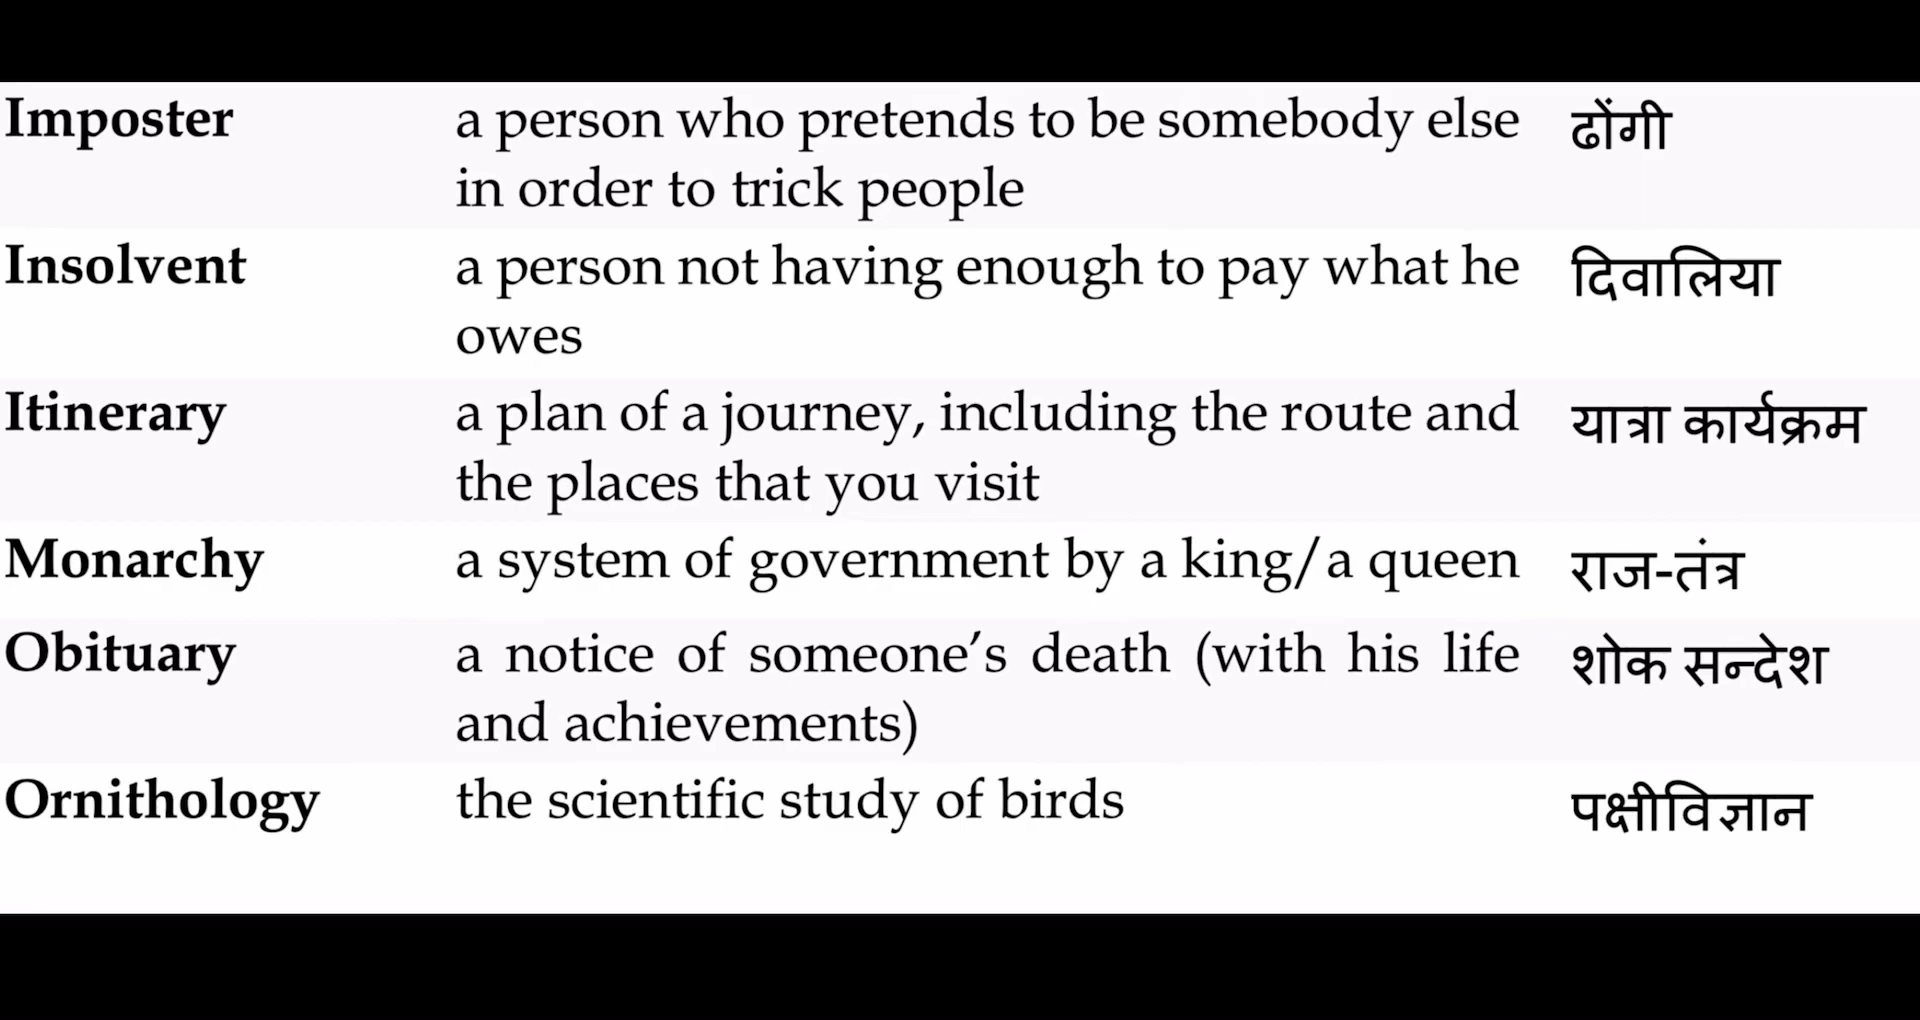 Imposter a person who pretends to be somebody else ढोंगी
in order to trick people
Insolvent a person not having enough to pay what he दिवालिया
owes
Itinerary a plan of a journey, including the route and यात्रा कार्यक्रम
the places that you visit
Monarchy a system of government by a king/a queen राज-तंत्र
Obituary a notice of someone’s death (with his life शोक सन्देश
and achievements)
Ornithology the scientific study of birds पक्षीविज्ञान